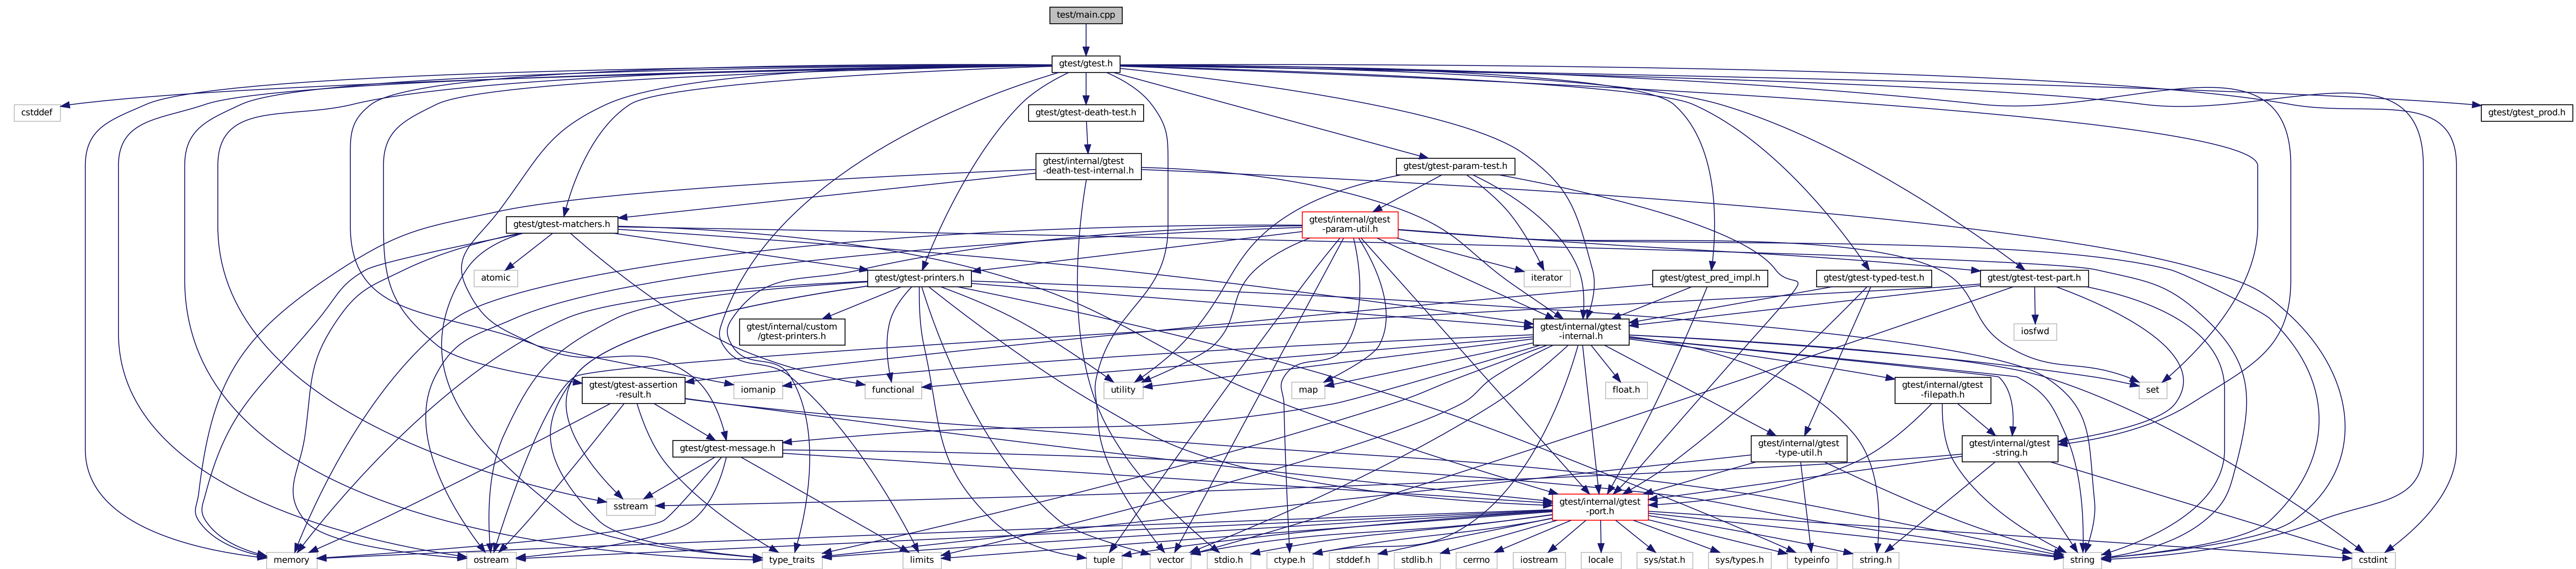 test/main.cpp
gtest/gtest.h
cstddef
gtest/gtest-death-test.h
gtest/gtest_prod.h
gtest/internal/gtest
-death-test-internal.h
gtest/gtest-param-test.h
gtest/gtest-matchers.h
gtest/internal/gtest
-param-util.h
atomic
gtest/gtest-printers.h
iterator
gtest/gtest_pred_impl.h
gtest/gtest-typed-test.h
gtest/gtest-test-part.h
gtest/internal/custom
/gtest-printers.h
gtest/internal/gtest
-internal.h
iosfwd
gtest/gtest-assertion
-result.h
iomanip
functional
utility
map
float.h
gtest/internal/gtest
-filepath.h
set
gtest/gtest-message.h
gtest/internal/gtest
-type-util.h
gtest/internal/gtest
-string.h
sstream
gtest/internal/gtest
-port.h
memory
ostream
type_traits
limits
tuple
vector
stdio.h
ctype.h
stddef.h
stdlib.h
cerrno
iostream
locale
sys/stat.h
sys/types.h
typeinfo
string.h
string
cstdint